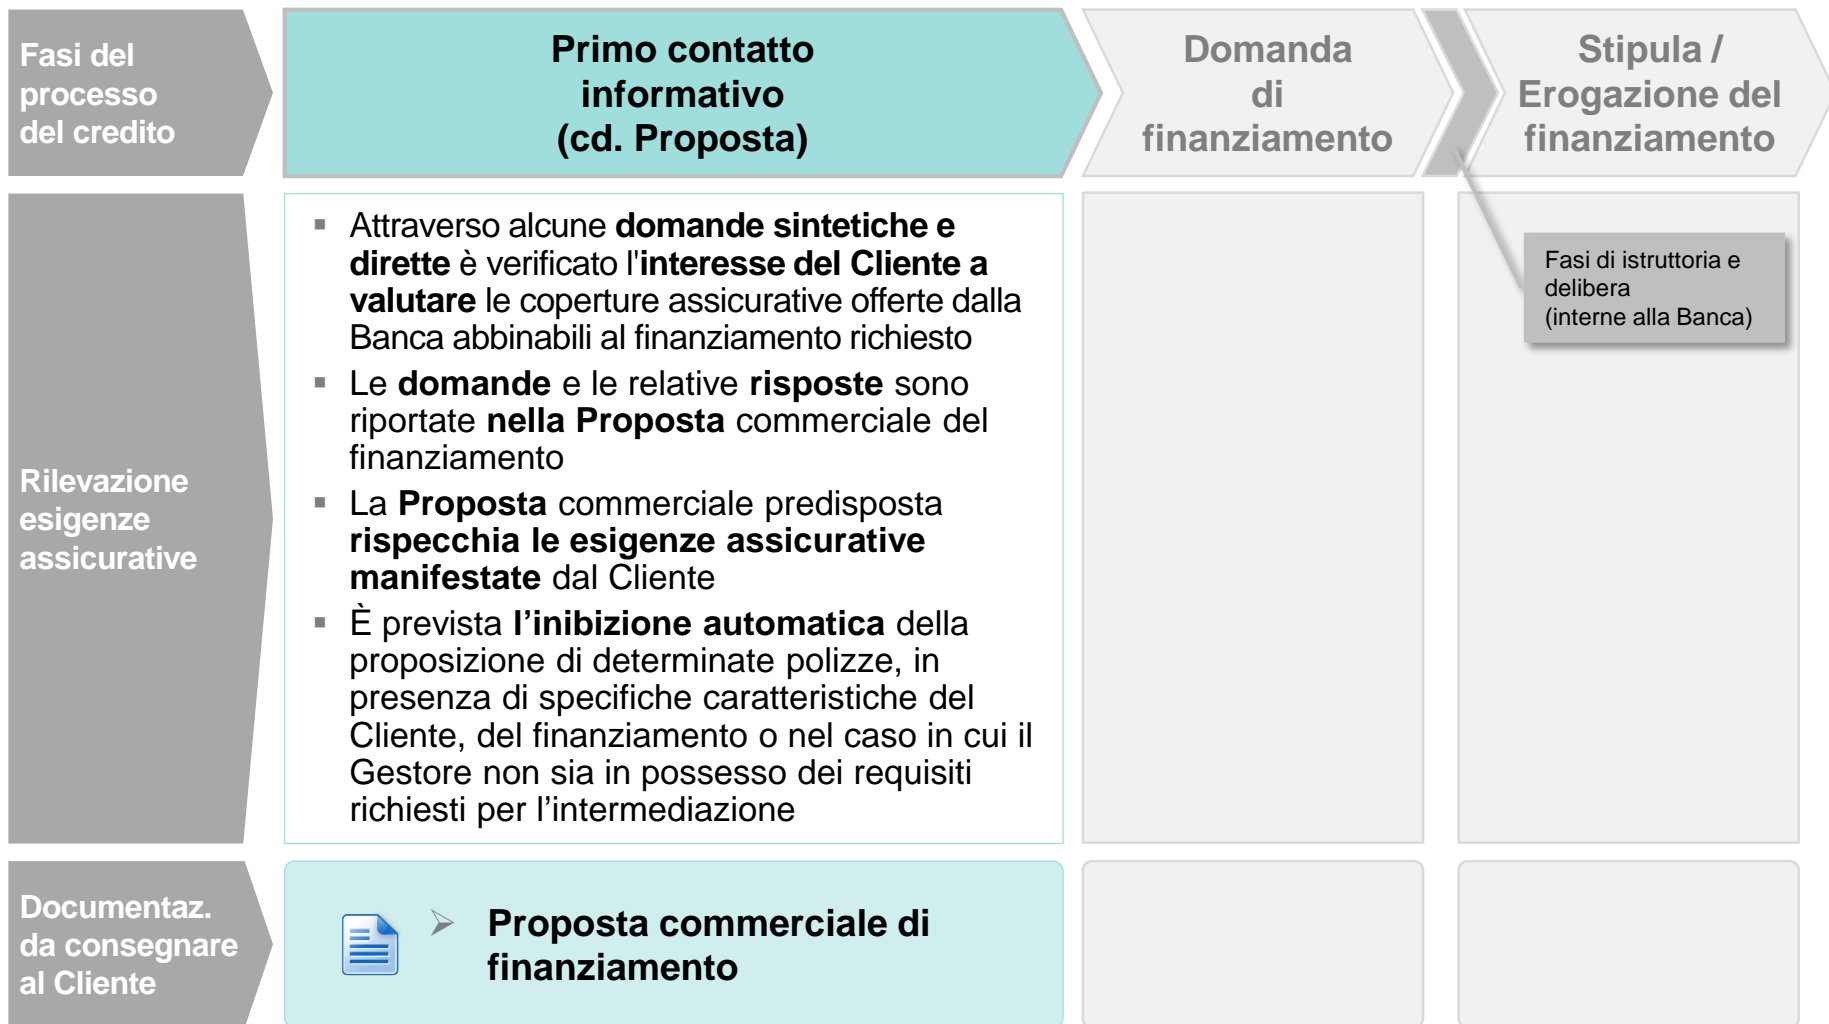 Fasi del
processo
del credito
Primo contatto
informativo
(cd. Proposta)
Domanda
di
finanziamento
Stipula /
Erogazione del
finanziamento
Rilevazione
esigenze
assicurative
▪ Attraverso alcune domande sintetiche e
dirette è verificato l'interesse del Cliente a
valutare le coperture assicurative offerte dalla
Banca abbinabili al finanziamento richiesto
▪ Le domande e le relative risposte sono
riportate nella Proposta commerciale del
finanziamento
▪ La Proposta commerciale predisposta
rispecchia le esigenze assicurative
manifestate dal Cliente
▪ È prevista l’inibizione automatica della
proposizione di determinate polizze, in
presenza di specifiche caratteristiche del
Cliente, del finanziamento o nel caso in cui il
Gestore non sia in possesso dei requisiti
richiesti per l’intermediazione
Fasi di istruttoria e
delibera
(interne alla Banca)
Documentaz.
da consegnare
al Cliente
➢ Proposta commerciale di
finanziamento